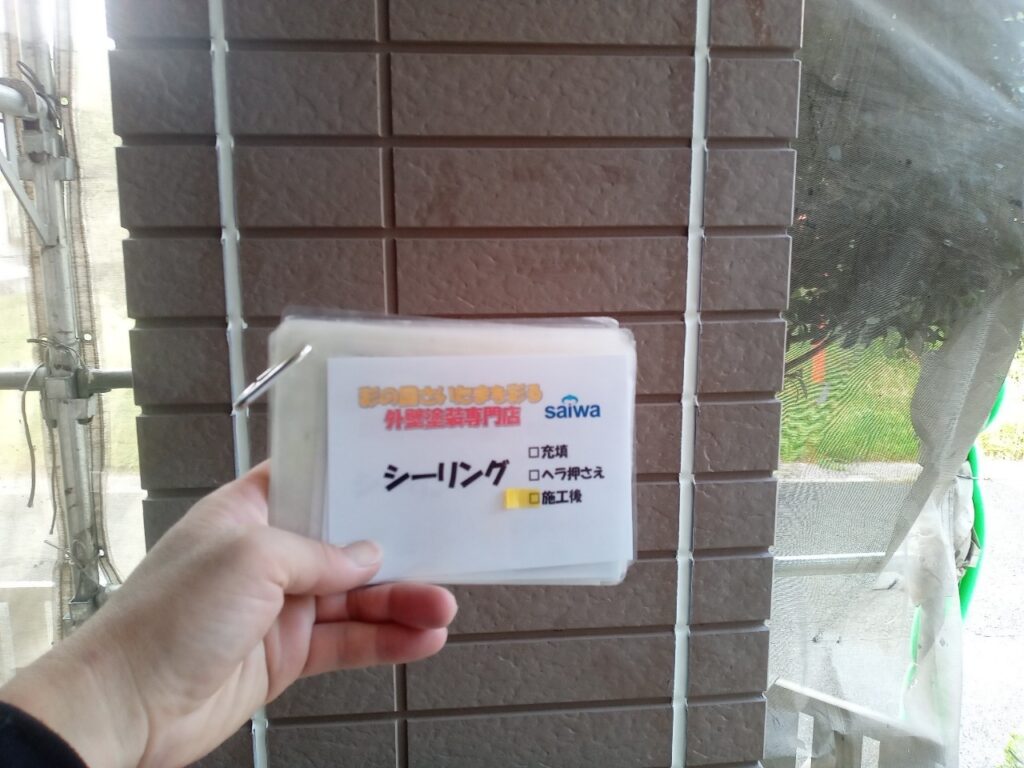 彩の国さいたまを彩る
外壁塗装専門店
saiwa
シーリング
□充填
□ヘラ押さえ
□施工後